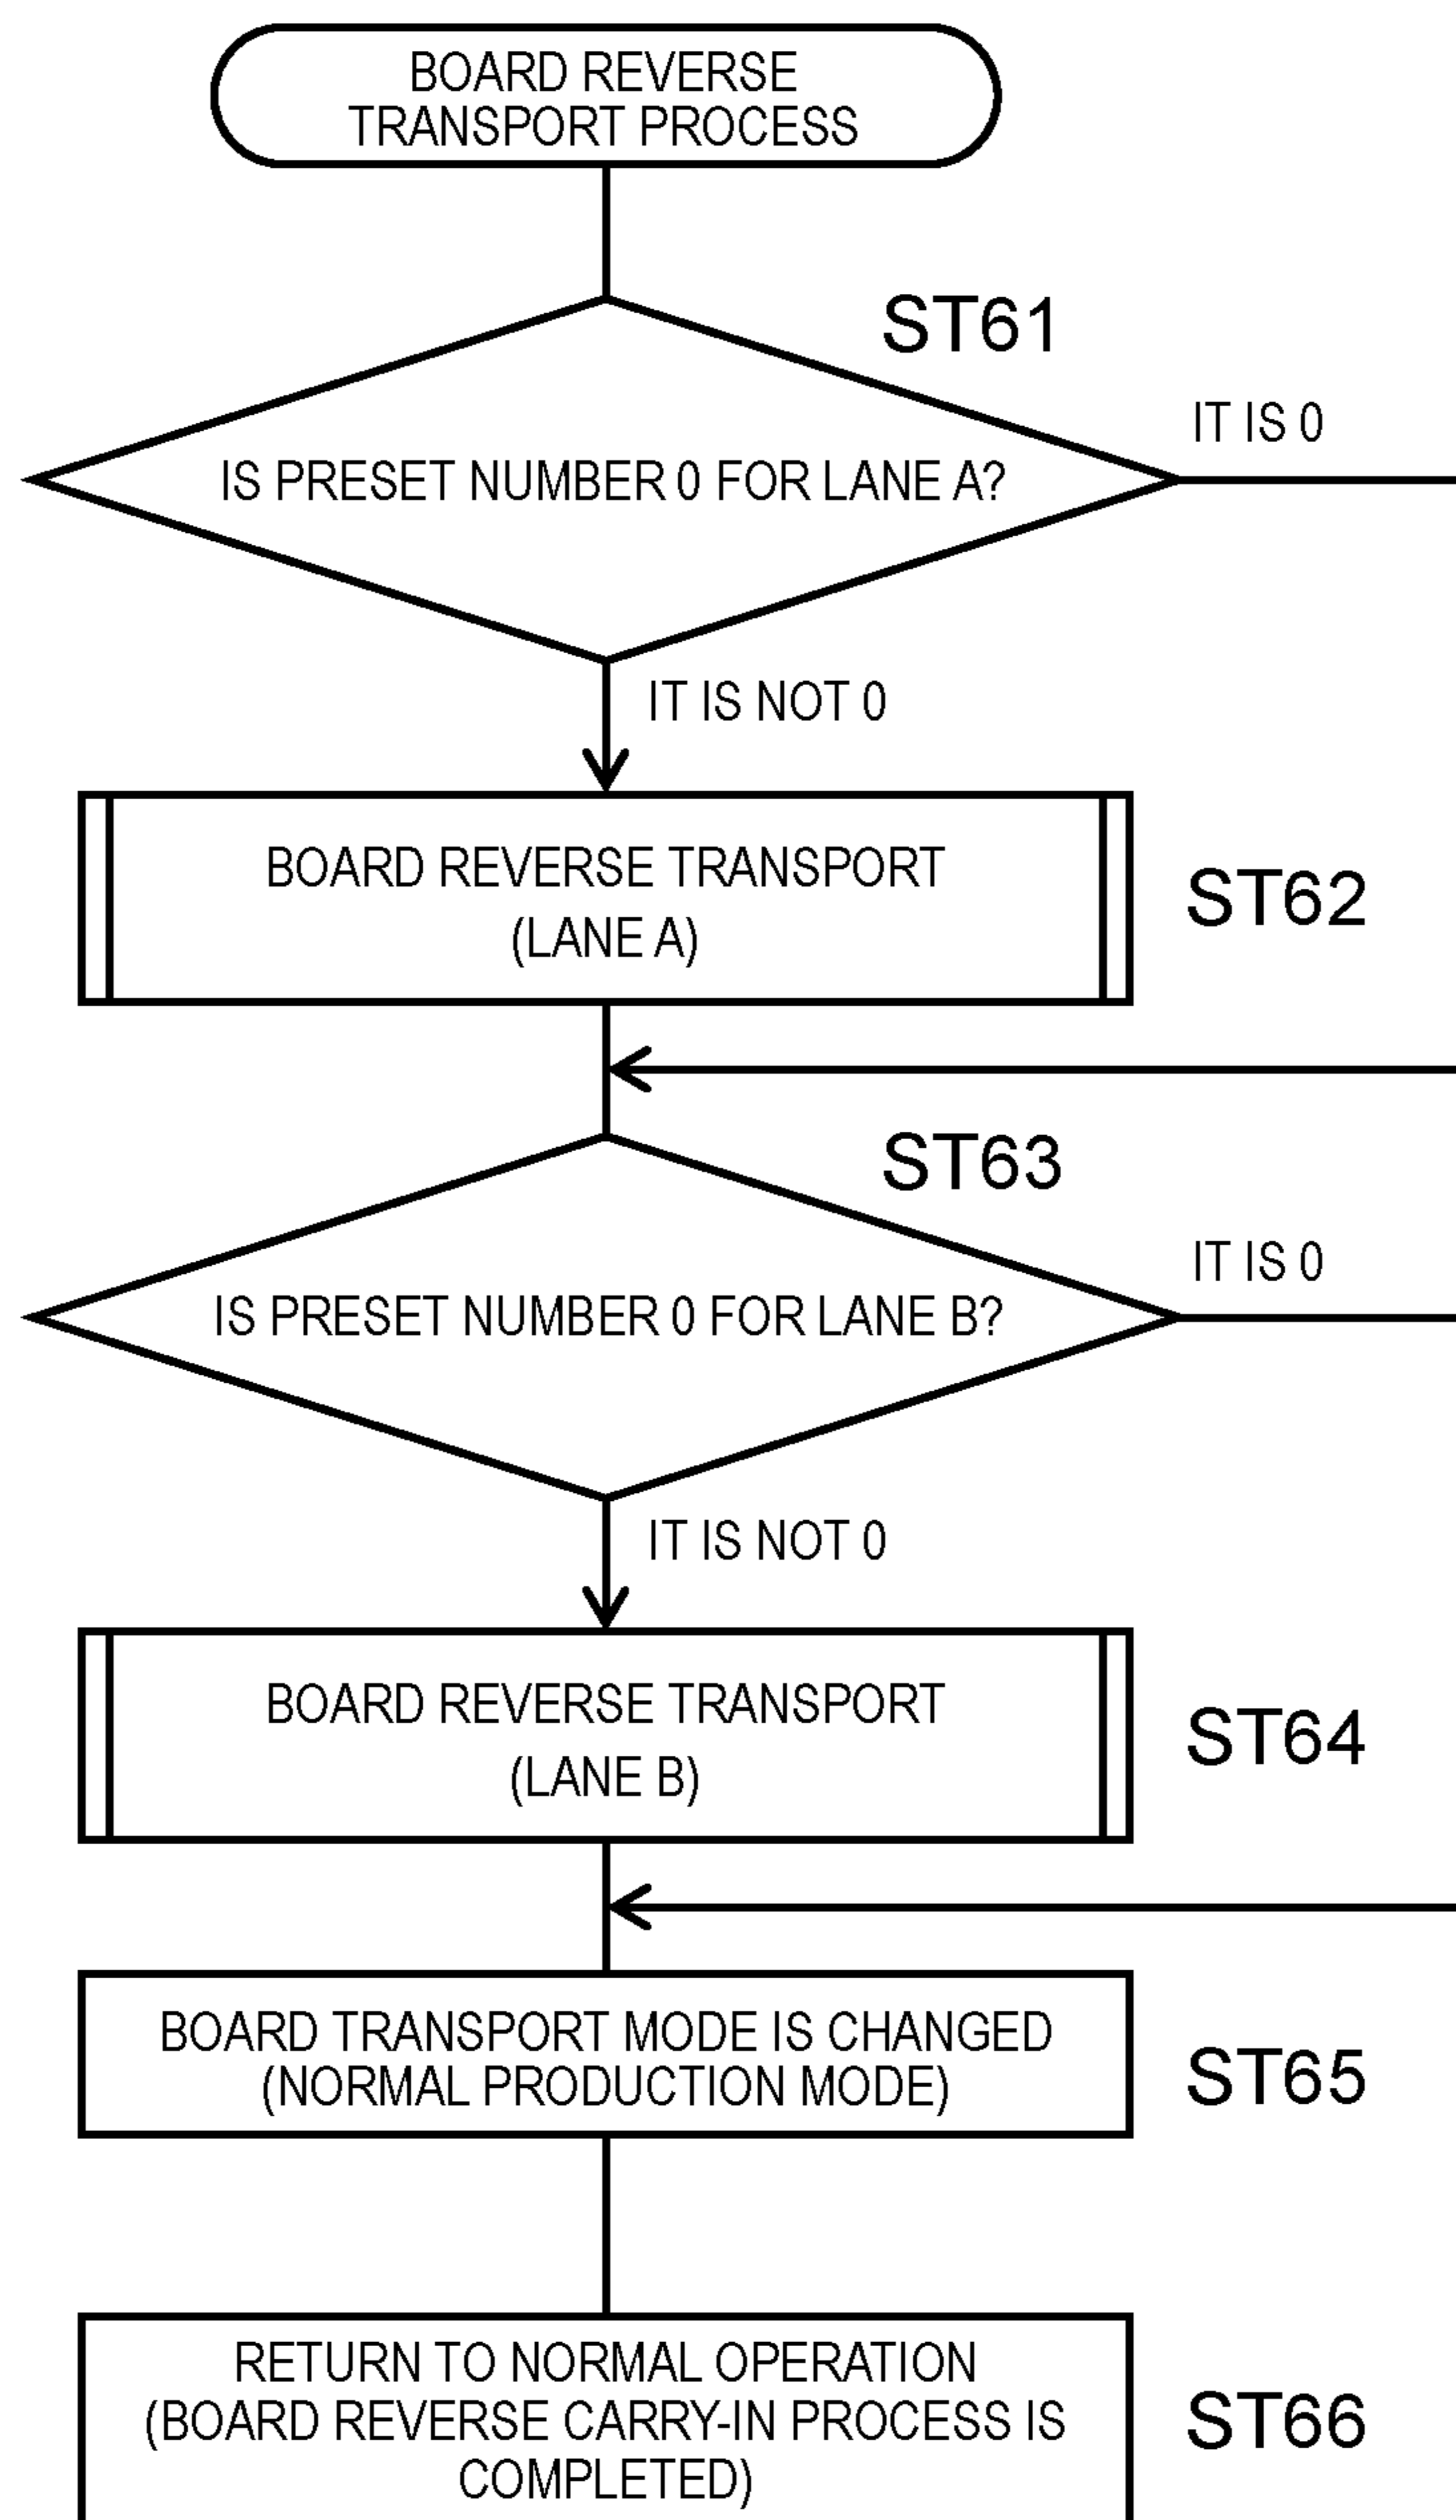 BOARD REVERSE
TRANSPORT PROCESS
ST61
IT IS 0
IS PRESET NUMBER 0 FOR LANE A?
IT IS NOT 0
BOARD REVERSE TRANSPORT
(LANE A)
ST62
ST63
IT IS 0
IS PRESET NUMBER 0 FOR LANE B?
IT IS NOT 0
BOARD REVERSE TRANSPORT
(LANE B)
ST64
BOARD TRANSPORT MODE IS CHANGED
(NORMAL PRODUCTION MODE)
ST65
RETURN TO NORMAL OPERATION
(BOARD REVERSE CARRY-IN PROCESS IS
COMPLETED)
ST66